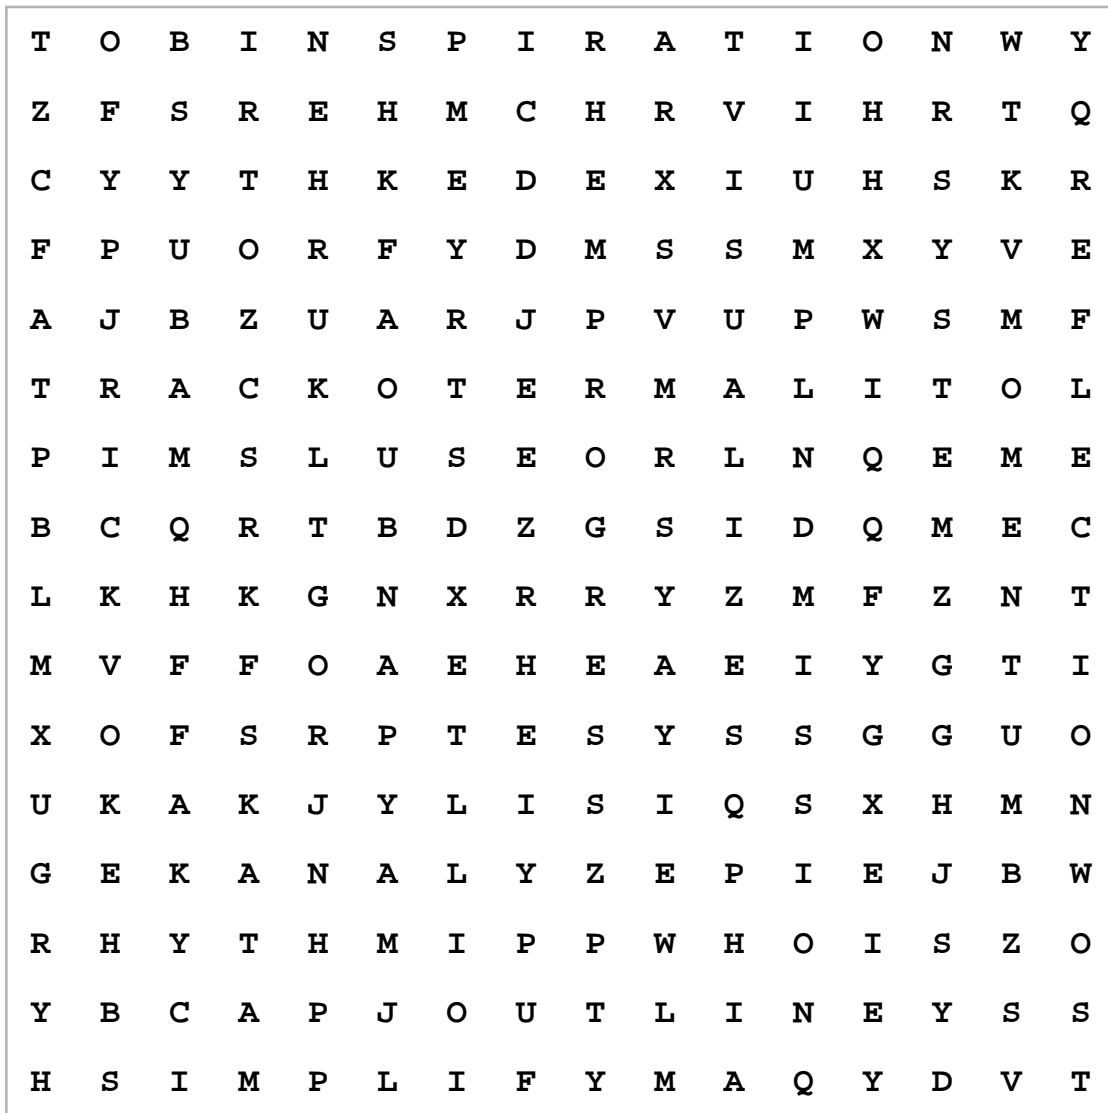 T O B I N S P I R A T I O N W Y
Z F S R E H M C H R V I H R T Q
C Y Y T H K E D E X I U H S K R
F P U O R F Y D M S S M X Y V E
A J B Z U A R J P V U P W S M F
T R A C K O T E R M A L I T O L
P I M S L U S E O R L N Q E M E
B C Q R T B D Z G S I D Q M E C
L K H K G N X R R Y Z M F Z N T
M V F F O A E H E A E I Y G T I
X O F S R P T E S Y S S G G U O
U K A K J Y L I S I Q S X H M N
G E K A N A L Y Z E P I E J B W
R H Y T H M I P P W H O I S Z O
Y B C A P J O U T L I N E Y S S
H S I M P L I F Y M A Q Y D V T